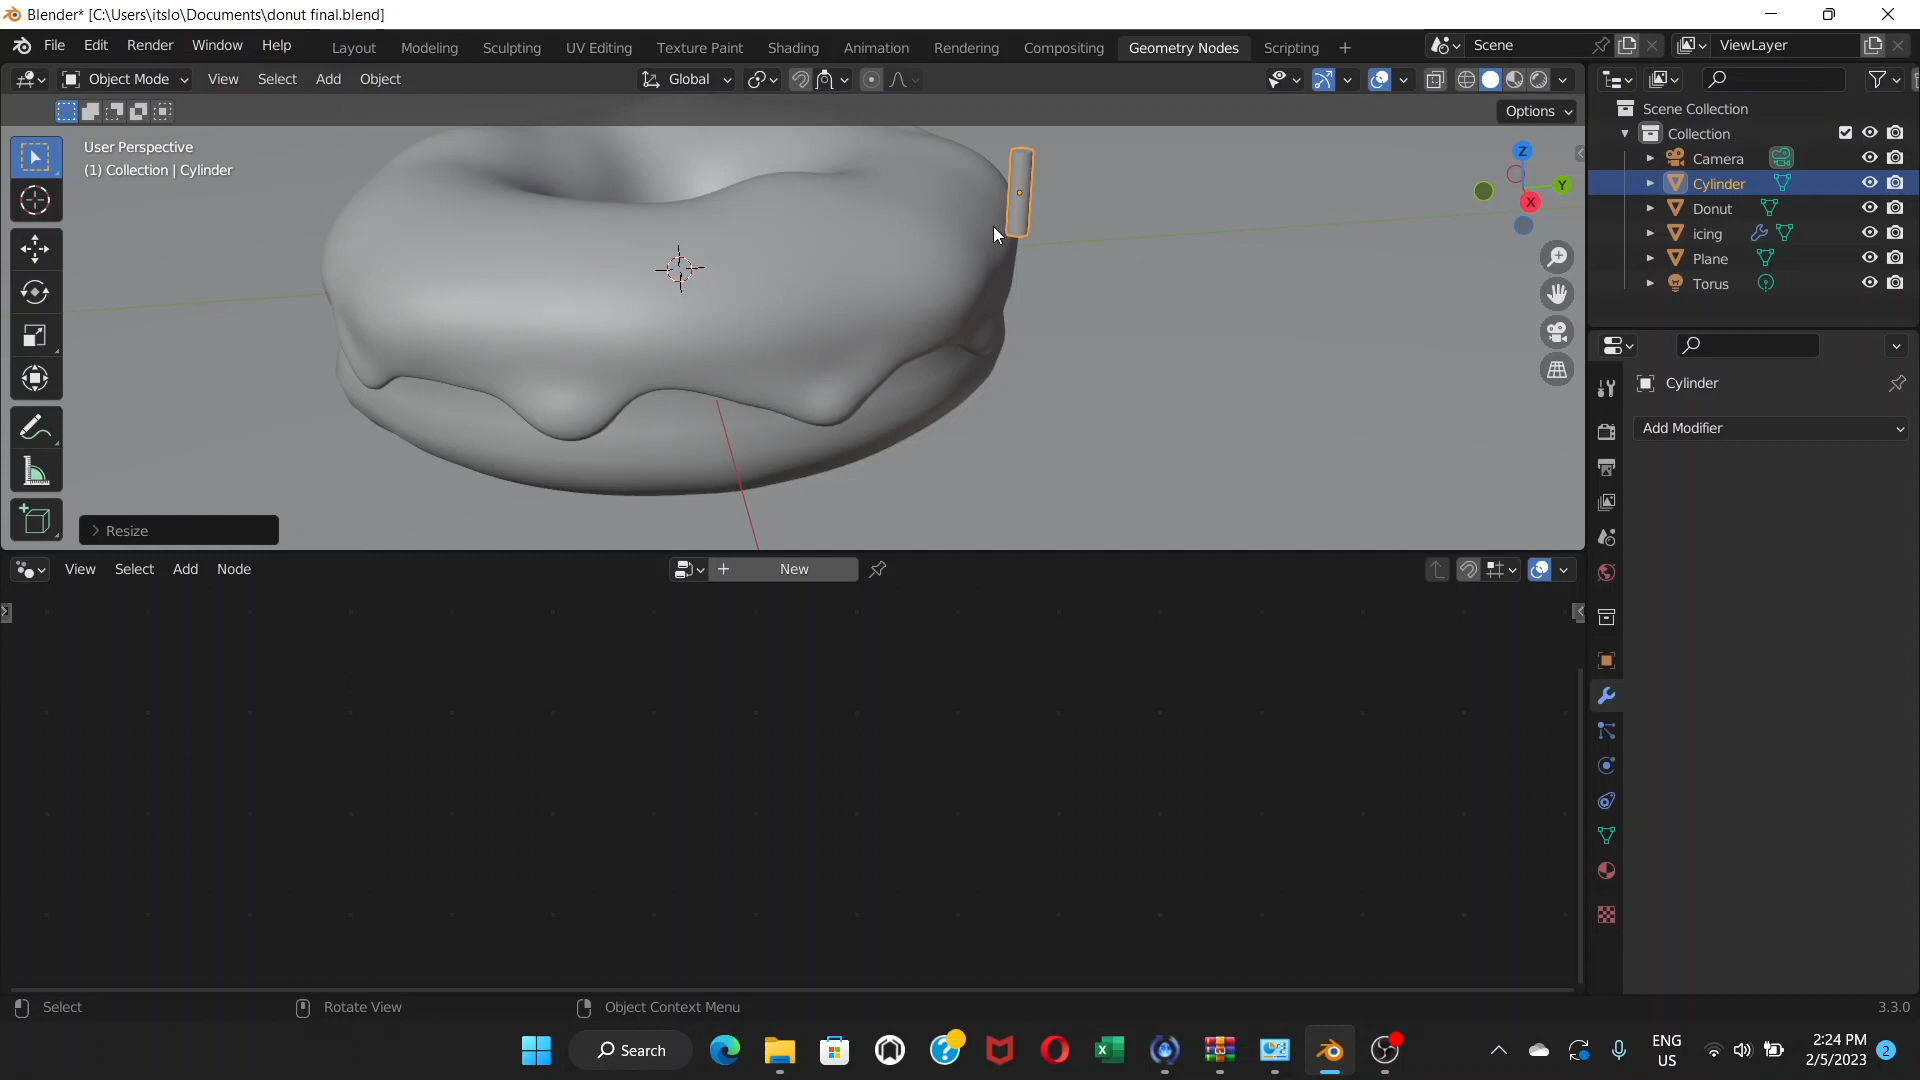 Blender* [C:\Users\itslo\Documents\donut final.blend]
File Edit Render Window Help Layout Modeling Sculpting UV Editing Texture Paint Shading Animation Rendering Compositing Geometry Nodes Scripting + Scene ViewLayer
Object Mode View Select Add Object Global
Options
User Perspective
(1) Collection | Cylinder
Z
Y
X
Scene Collection
Collection
Camera
Cylinder
Donut
icing
Plane
Torus
Cylinder
Add Modifier
> Resize
View Select Add Node + New
Select Rotate View Object Context Menu 3.3.0
Search
ENG
US
2:24 PM
2/5/2023
2